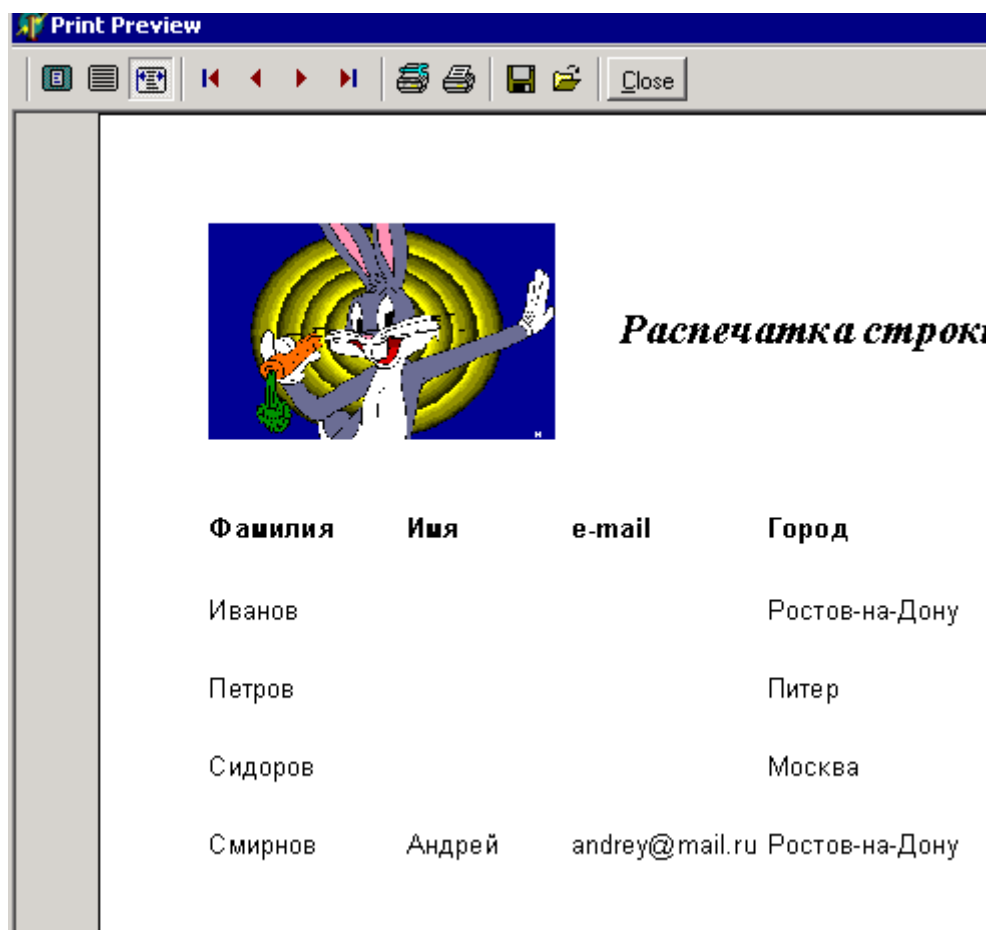 Print Preview
Close
Распечатка строки
Фамилия Имя e-mail Город
Иванов Ростов-на-Дону
Петров Питер
Сидоров Москва
Смирнов Андрей andrey@mail.ru Ростов-на-Дону